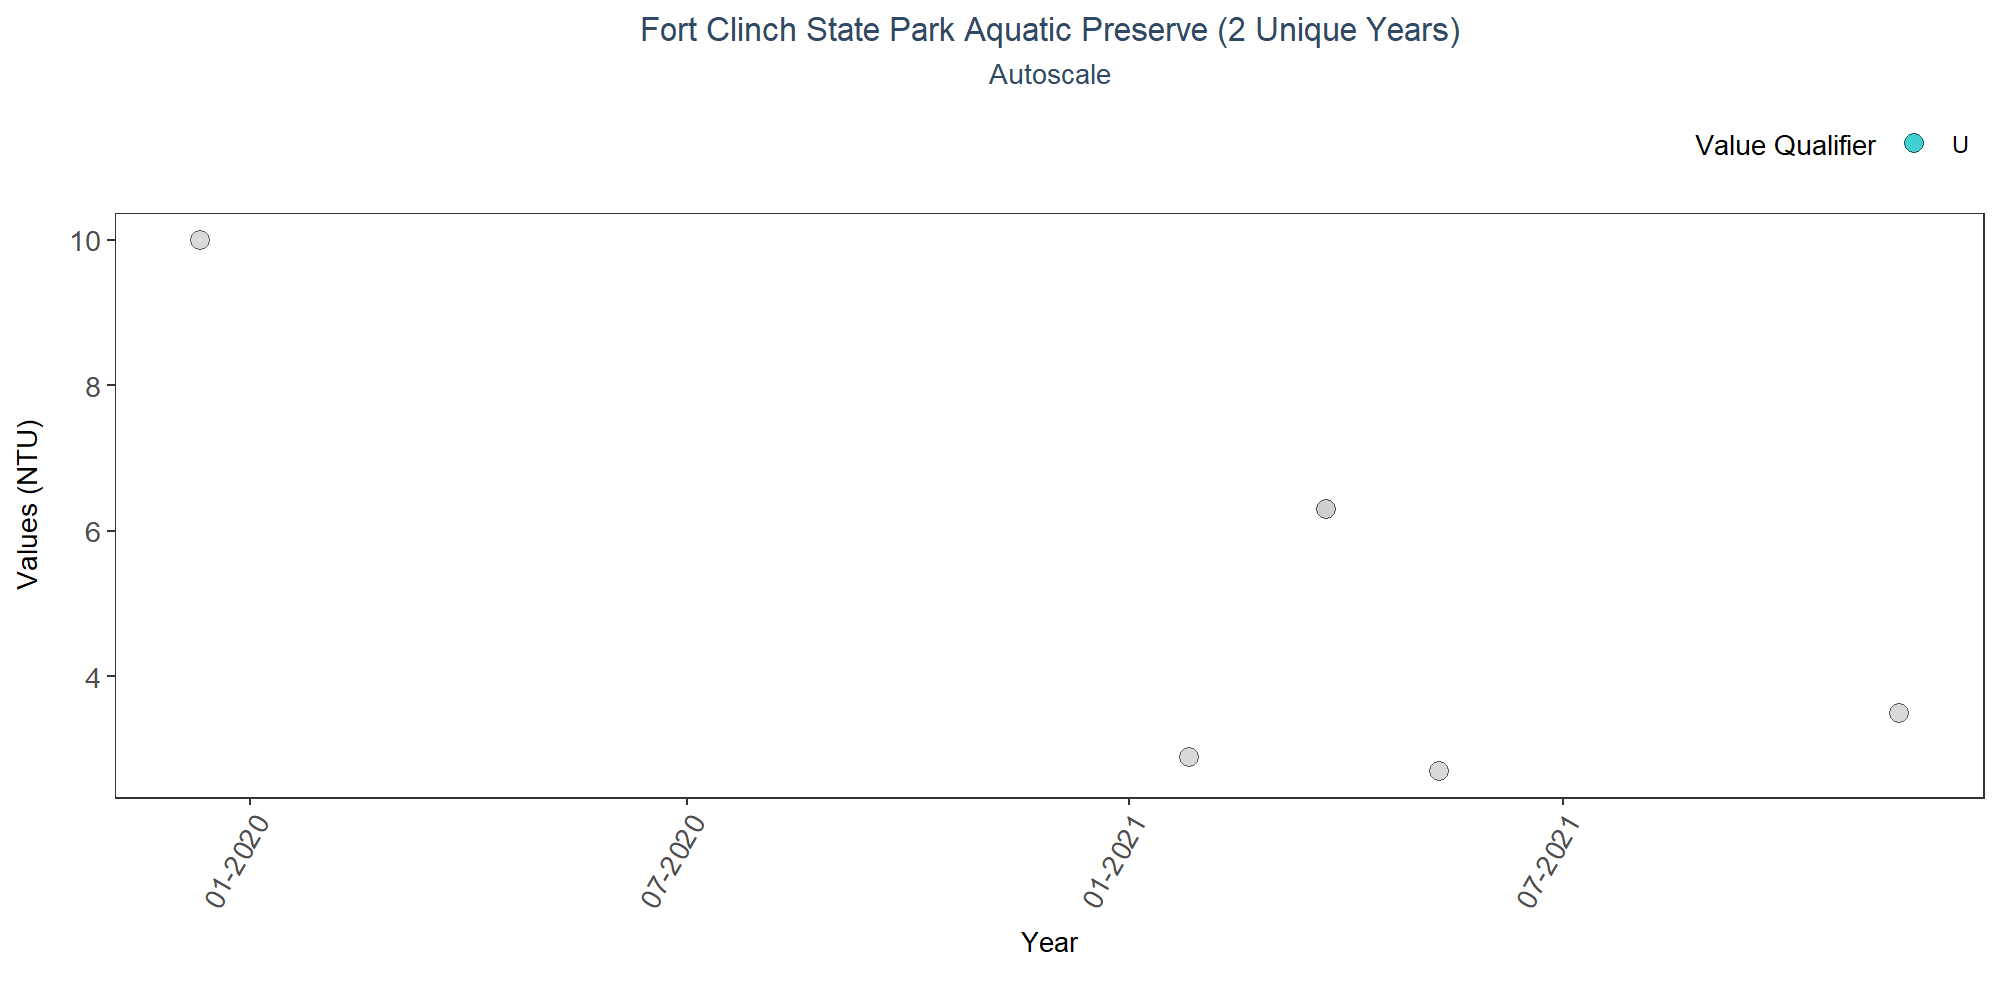 Fort Clinch State Park Aquatic Preserve (2 Unique Years)
Autoscale
Value Qualifier U
10
8
6
4
Values (NTU)
01-2020
07-2020
01-2021
07-2021
Year